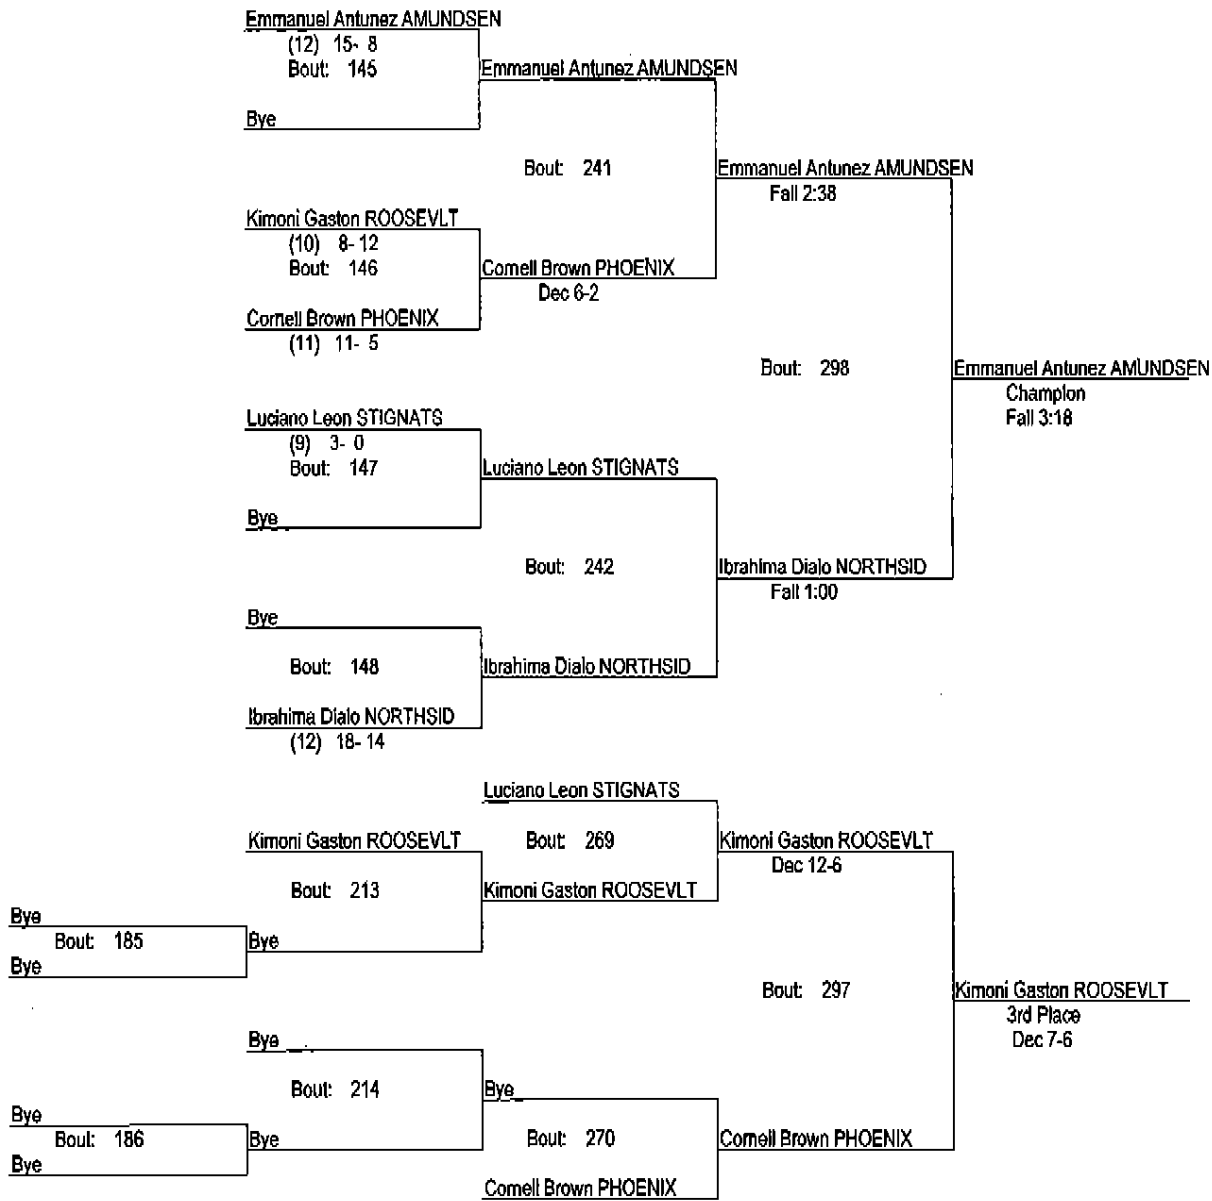 Emmanuel Antunez AMUNDSEN
(12) 15- 8
Bout: 145
Emmanuel Antunez AMUNDSEN
Bye
Bout: 241
Emmanuel Antunez AMUNDSEN
Fall 2:38
Kimoni Gaston ROOSEVLT
(10) 8- 12
Bout: 146
Cornell Brown PHOENIX
Dec 6-2
Cornell Brown PHOENIX
(11) 11- 5
Bout: 298
Emmanuel Antunez AMUNDSEN
Champion
Fall 3:18
Luciano Leon STIGNATS
(9) 3- 0
Bout: 147
Luciano Leon STIGNATS
Bye
Bout: 242
Ibrahima Dialo NORTHSID
Fall 1:00
Bye
Bout: 148
Ibrahima Dialo NORTHSID
Ibrahima Dialo NORTHSID
(12) 18- 14
Luciano Leon STIGNATS
Kimoni Gaston ROOSEVLT
Bout: 269
Kimoni Gaston ROOSEVLT
Dec 12-6
Bout: 213
Kimoni Gaston ROOSEVLT
Bye
Bout: 185
Bye
Bye
Bout: 297
Kimoni Gaston ROOSEVLT
3rd Place
Dec 7-6
Bye
Bout: 214
Bye
Bye
Bout: 186
Bye
Bye
Bout: 270
Cornell Brown PHOENIX
Cornell Brown PHOENIX